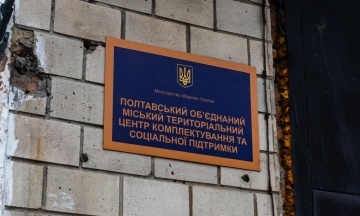 Міністерство оборони України
ПОЛТАВСЬКИЙ ОБ'ЄДНАНИЙ
МІСЬКИЙ ТЕРИТОРІАЛЬНИЙ
ЦЕНТР КОМПЛЕКТУВАННЯ ТА
СОЦІАЛЬНОЇ ПІДТРИМКИ